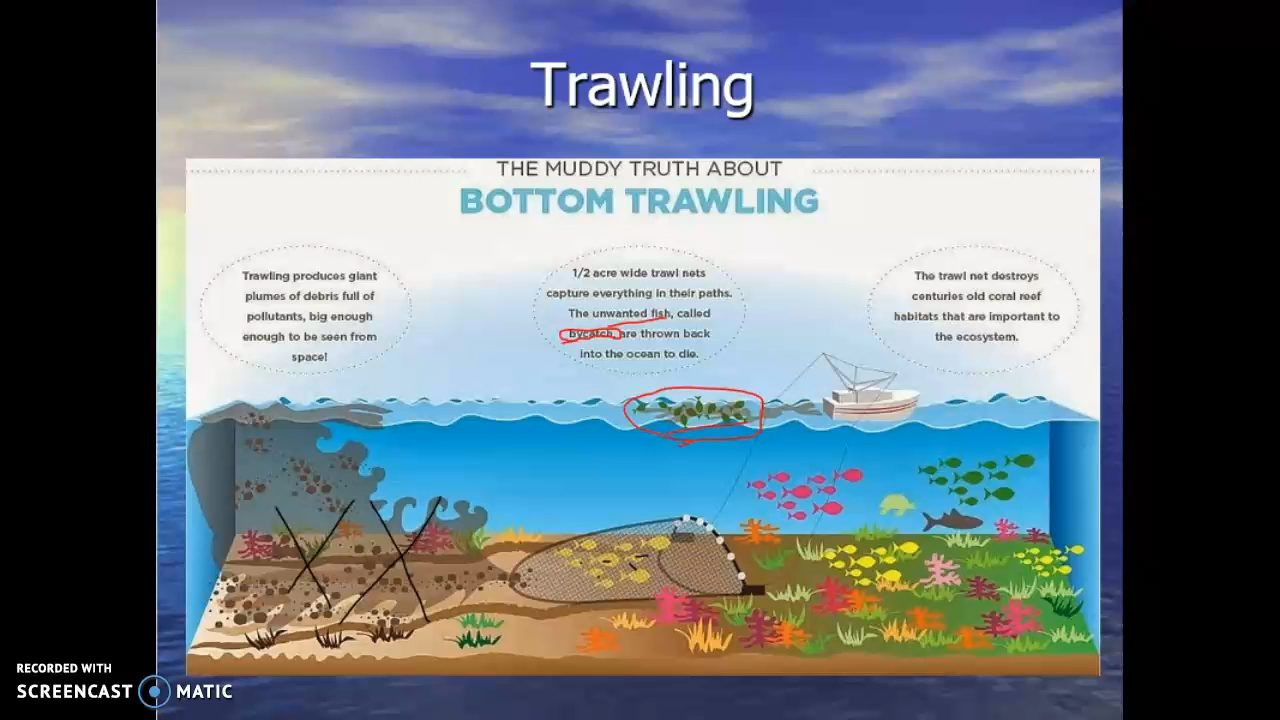 Trawling
THE MUDDY TRUTH ABOUT
BOTTOM TRAWLING
Trawling produces giant
plumes of debris full of
pollutants, big enough
enough to be seen from
space!
1/2 acre wide trawl nets
capture everything in their paths.
The unwanted fish, called
bycatch, are thrown back
into the ocean to die.
The trawl net destroys
centuries old coral reef
habitats that are important to
the ecosystem.
RECORDED WITH
SCREENCAST MATIC